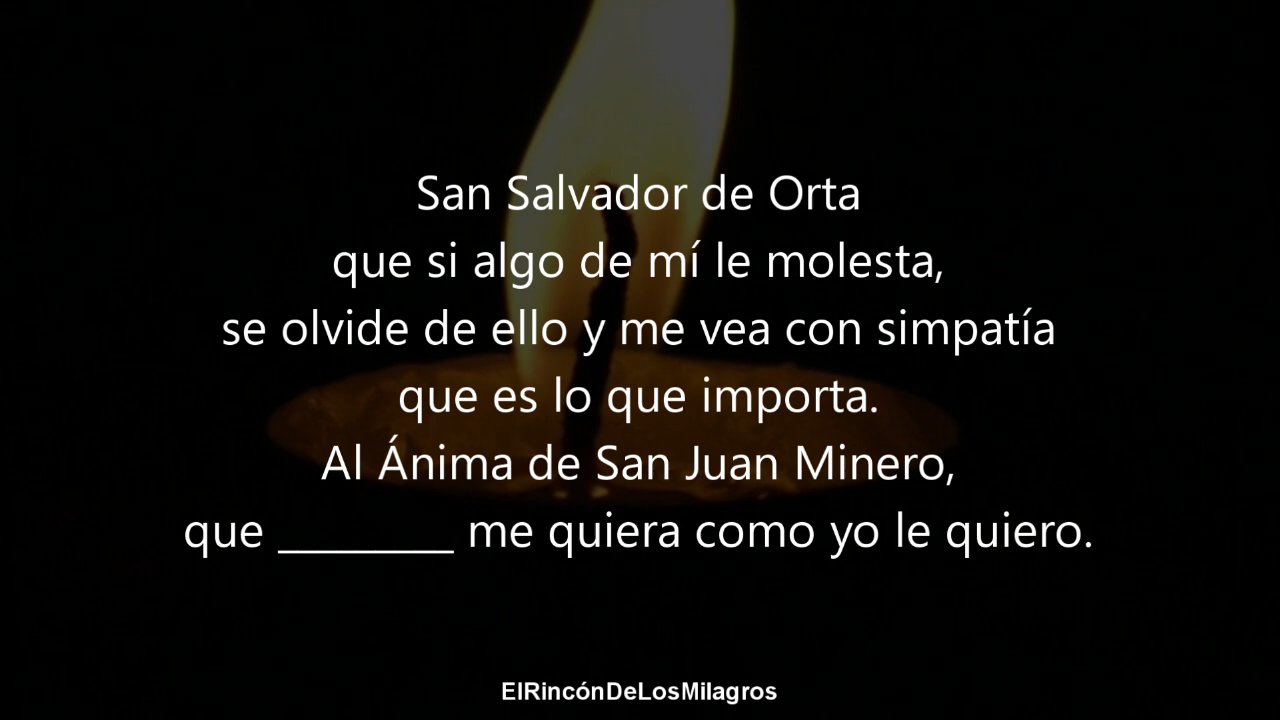 San Salvador de Orta
que si algo de mí le molesta,
se olvide de ello y me vea con simpatía
que es lo que importa.
Al Ánima de San Juan Minero,
que _________ me quiera como yo le quiero.
ElRincónDeLosMilagros